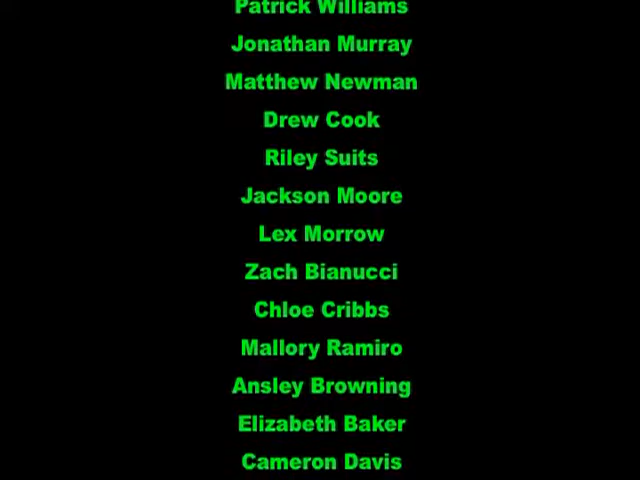 Patrick Williams
Jonathan Murray
Matthew Newman
Drew Cook
Riley Suits
Jackson Moore
Lex Morrow
Zach Bianucci
Chloe Cribbs
Mallory Ramiro
Ansley Browning
Elizabeth Baker
Cameron Davis